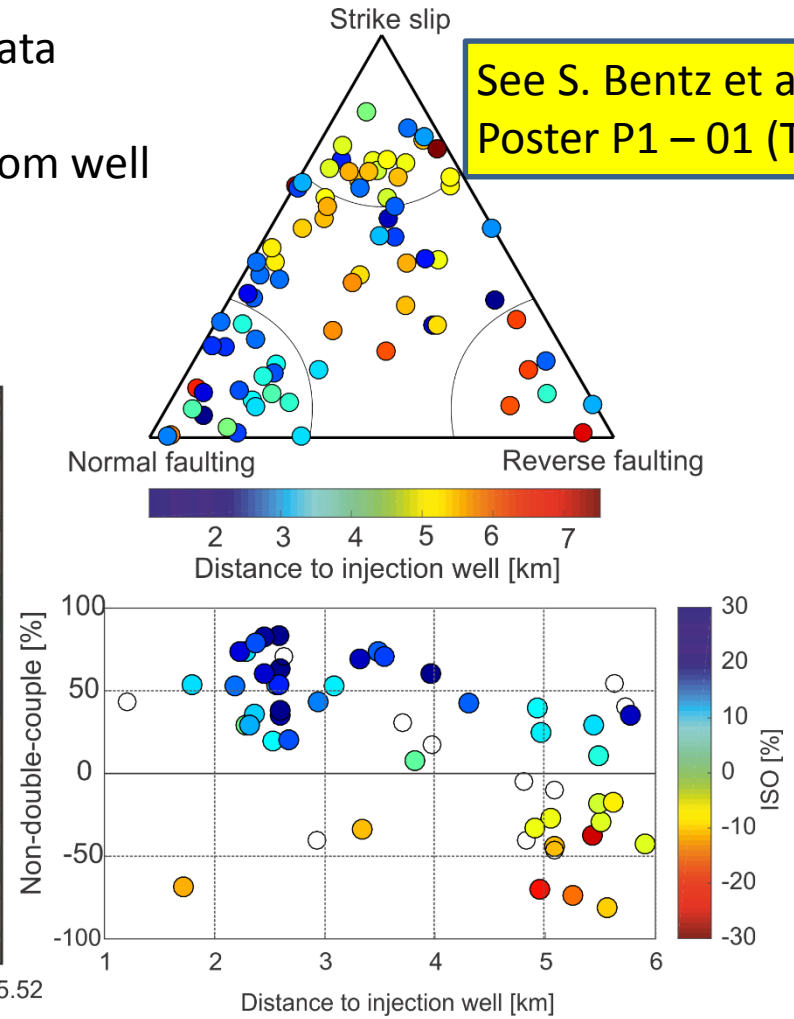 ata
om well
See S. Bentz et a
Poster P1 – 01 (T
Strike slip
Normal faulting
Reverse faulting
2 3 4 5 6 7
Distance to injection well [km]
100
50
0
-50
-100
Non-double-couple [%]
1 2 3 4 5 6
Distance to injection well [km]
30
20
10
0
-10
-20
-30
ISO [%]
5.52